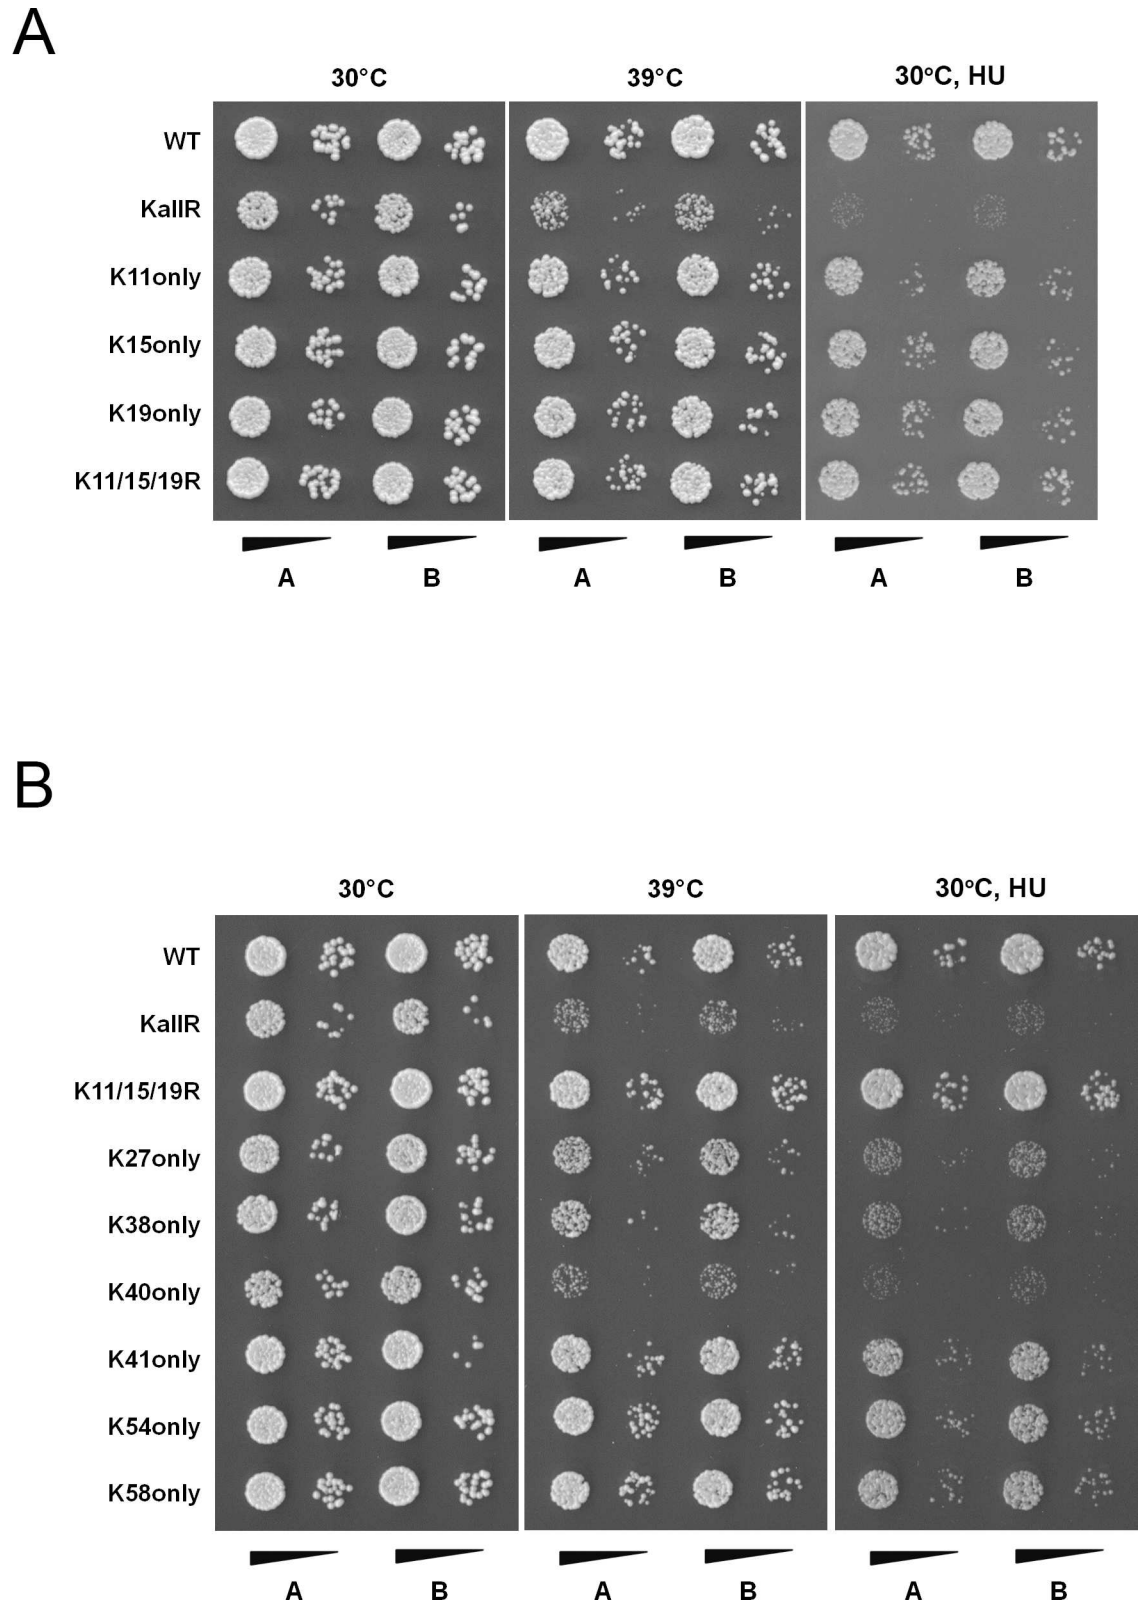 A
30°C 39°C 30°C, HU
WT
KallR
K11only
K15only
K19only
K11/15/19R
A B A B A B
B
30°C 39°C 30°C, HU
WT
KallR
K11/15/19R
K27only
K38only
K40only
K41only
K54only
K58only
A B A B A B